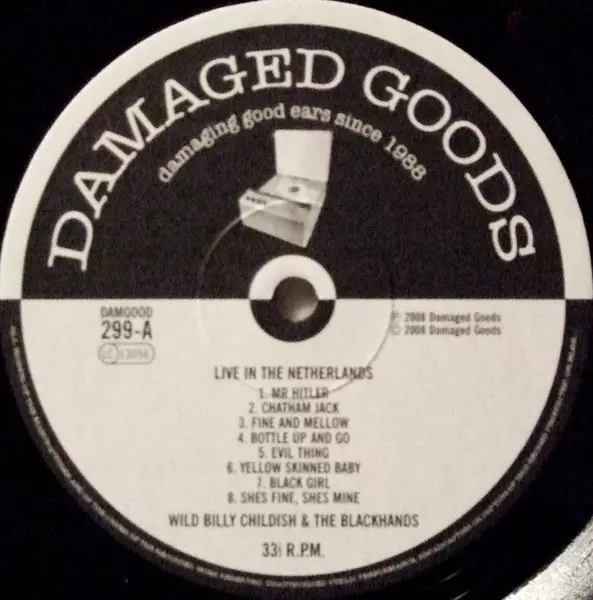 DAMAGED GOODS
damaging good ears since 1988
DAMGOOD
299-A
LC 13094
℗ 2008 Damaged Goods
© 2008 Damaged Goods
LIVE IN THE NETHERLANDS
1. MR HITLER
2. CHATHAM JACK
3. FINE AND MELLOW
4. BOTTLE UP AND GO
5. EVIL THING
6. YELLOW SKINNED BABY
7. BLACK GIRL
8. SHES FINE, SHES MINE
WILD BILLY CHILDISH & THE BLACKHANDS
33⅓ R.P.M.